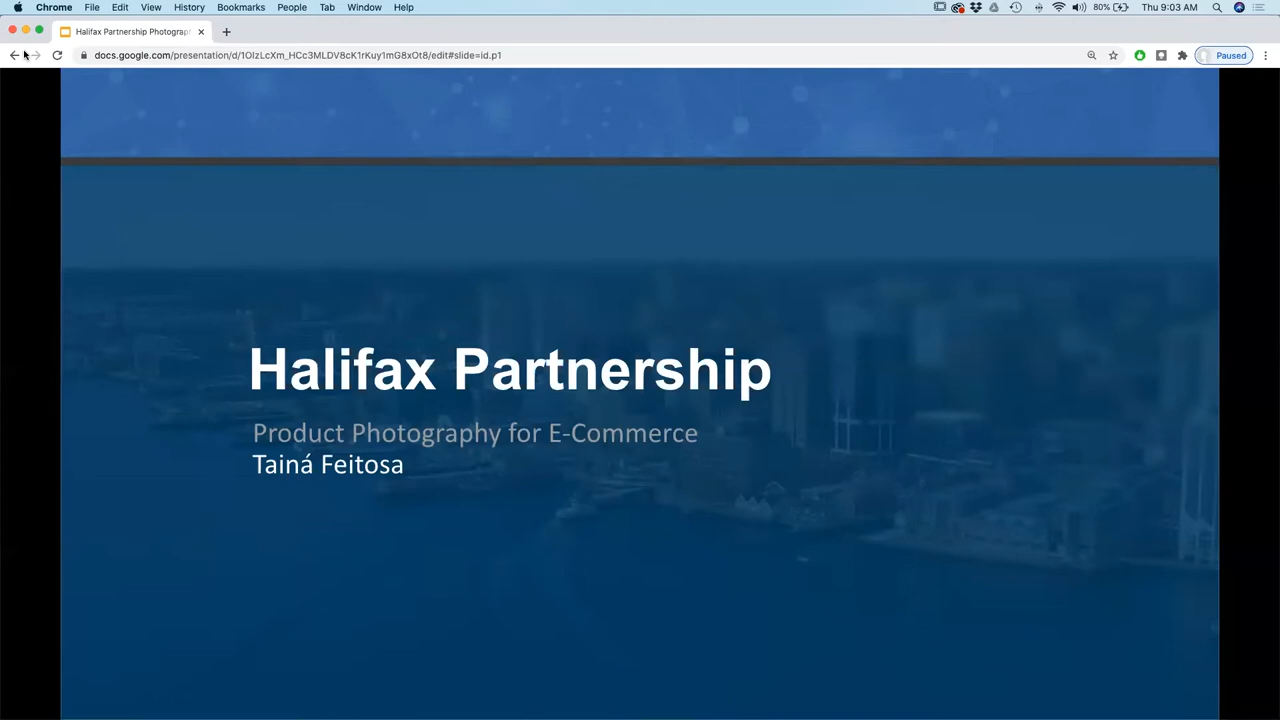 Chrome File Edit View History Bookmarks People Tab Window Help 80% Thu 9:03 AM
Halifax Partnership Photograp
docs.google.com/presentation/d/1OIzLcXm_HCc3MLDV8cK1rKuy1mG8xOt8/edit#slide=id.p1 Paused
Halifax Partnership
Product Photography for E-Commerce
Tainá Feitosa